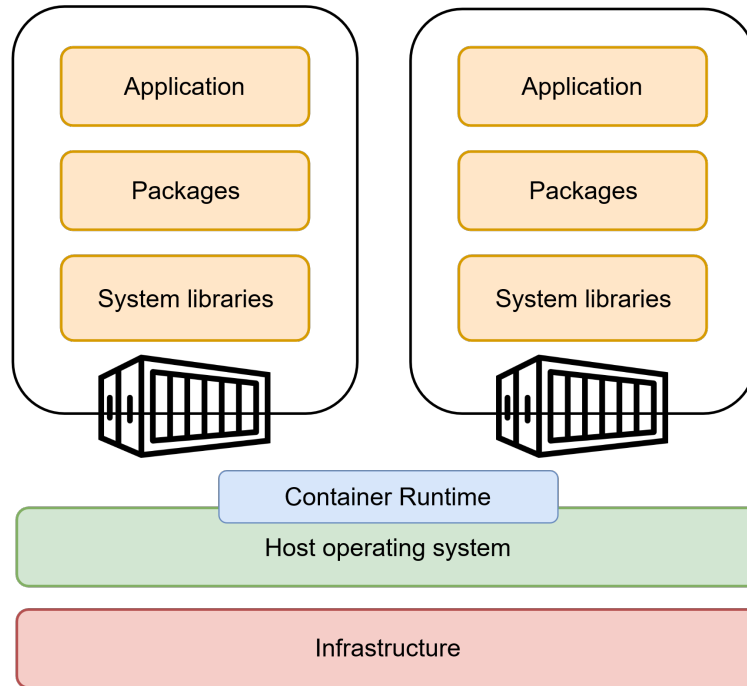 Application
Packages
System libraries
Application
Packages
System libraries
Container Runtime
Host operating system
Infrastructure